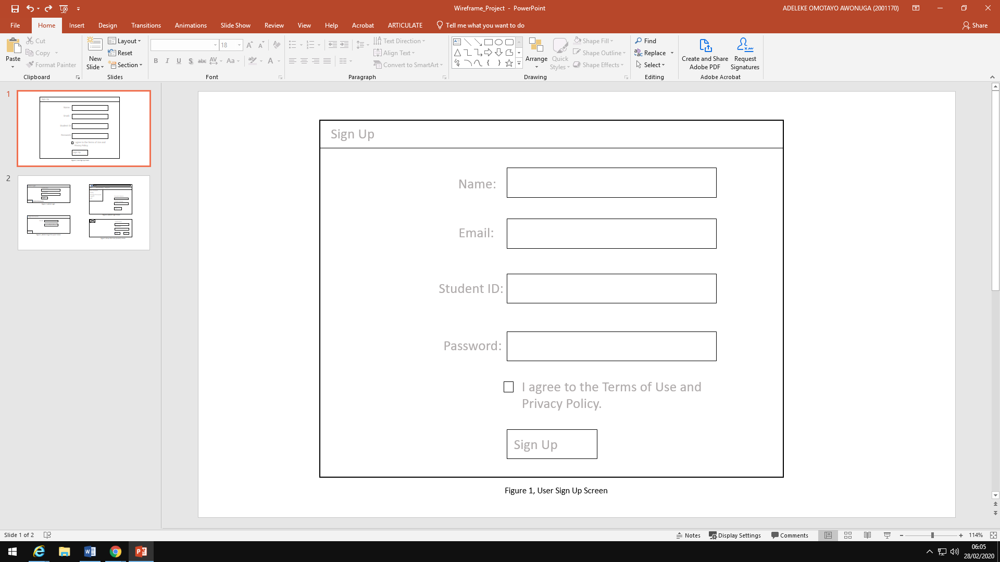 Wireframe_Project - PowerPoint
ADELEKE OMOTAYO AWONUGA (2001170)
File Home Insert Design Transitions Animations Slide Show Review View Help Acrobat ARTICULATE Tell me what you want to do Share
Paste
Cut
Copy
Format Painter
Clipboard
New
Slide
Layout
Reset
Section
Slides
18
B I U S abc AV Aa A
Font
Text Direction
Align Text
Convert to SmartArt
Paragraph
Arrange
Quick
Styles
Shape Fill
Shape Outline
Shape Effects
Drawing
Find
Replace
Select
Editing
Create and Share
Adobe PDF
Request
Signatures
Adobe Acrobat
1
2
Sign Up
Name:
Email:
Student ID:
Password:
I agree to the Terms of Use and
Privacy Policy.
Sign Up
Figure 1, User Sign Up Screen
Slide 1 of 2
Notes Display Settings Comments 114%
06:05
28/02/2020